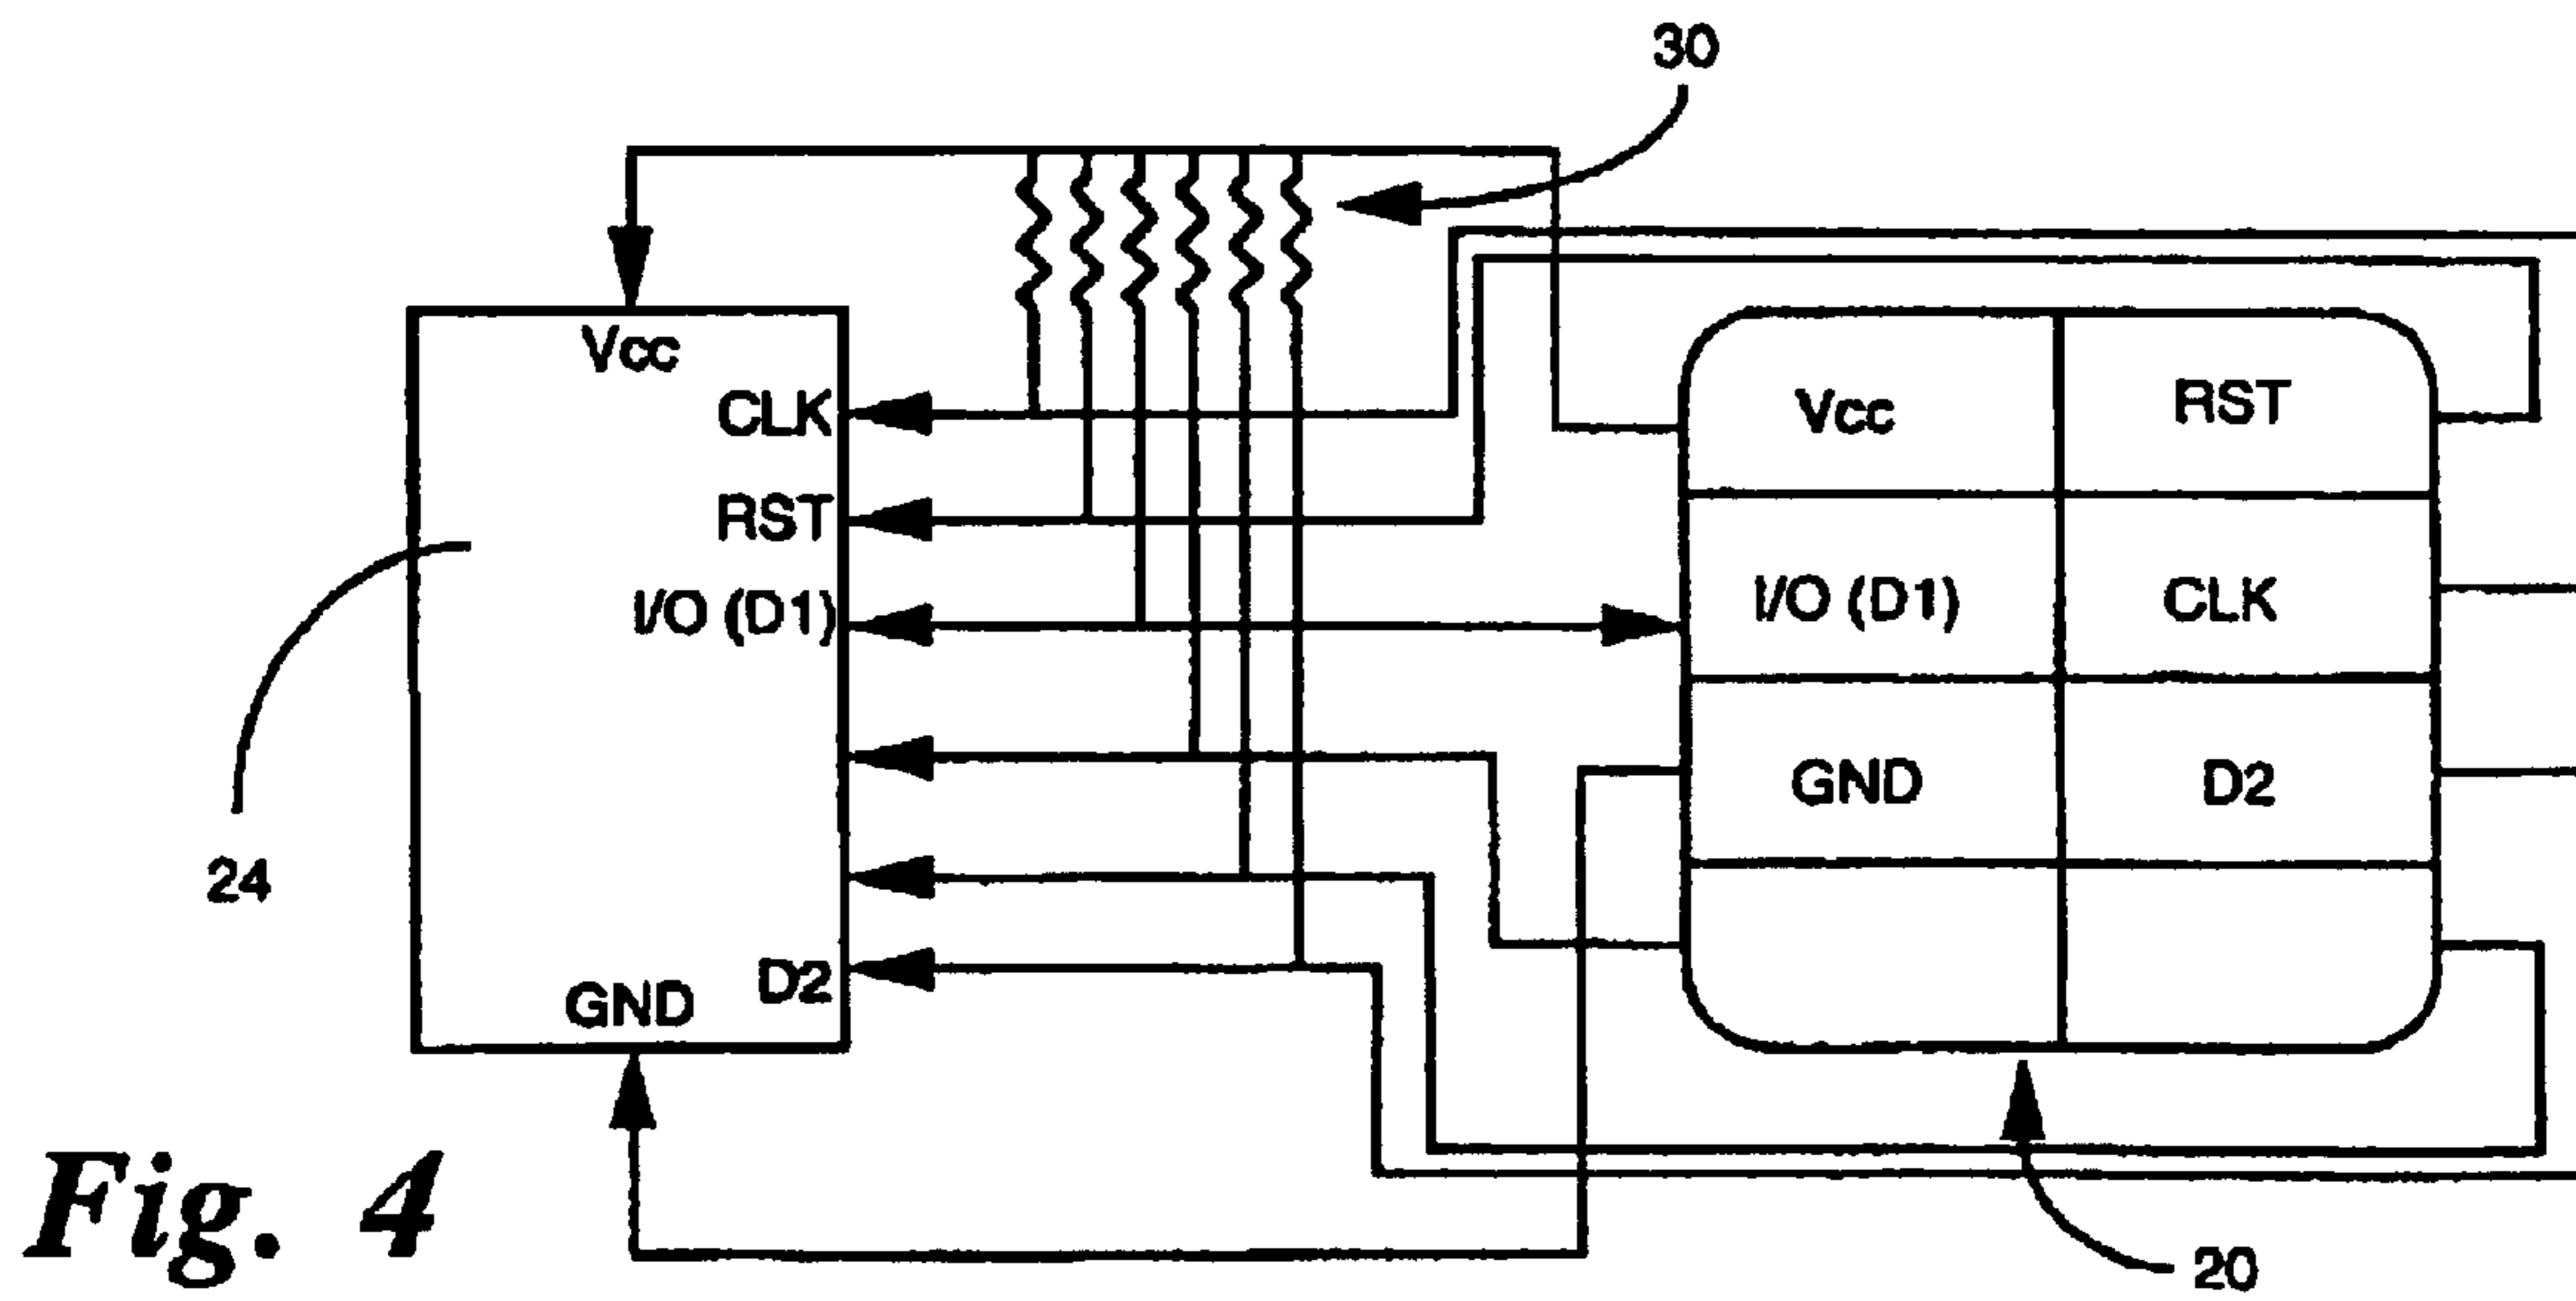 30
Vcc
CLK
RST
I/O (D1)
D2
GND
24
Vcc RST
I/O (D1) CLK
GND D2
20
Fig. 4